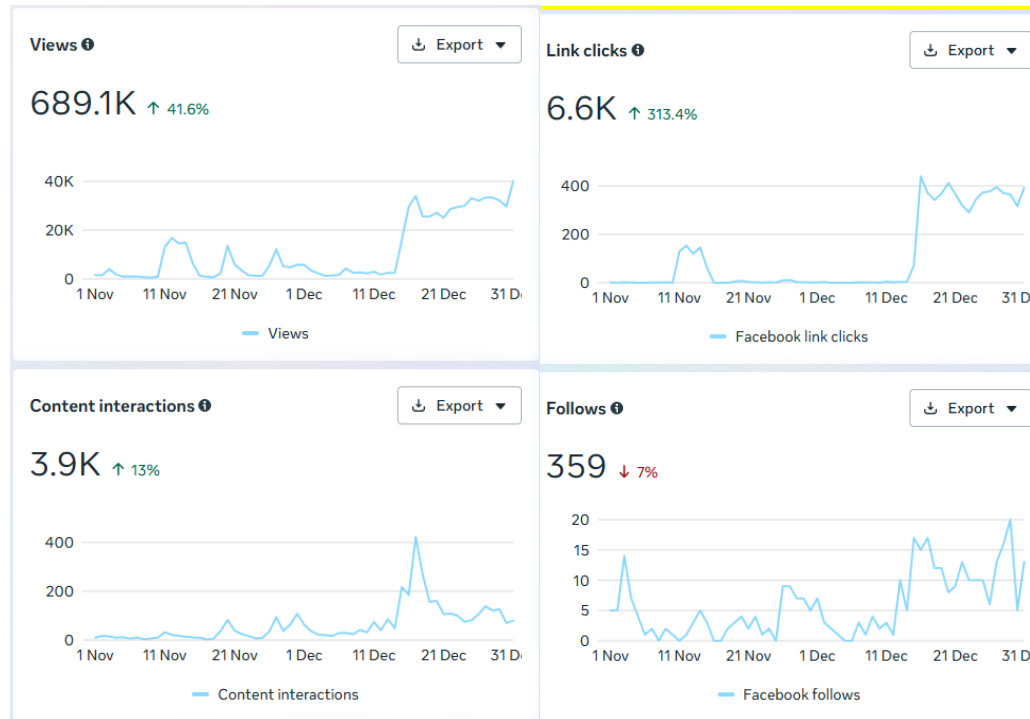 Views
Export
689.1K ↑ 41.6%
40K
20K
0
1 Nov 11 Nov 21 Nov 1 Dec 11 Dec 21 Dec 31 D
Views
Link clicks
Export
6.6K ↑ 313.4%
400
200
0
1 Nov 11 Nov 21 Nov 1 Dec 11 Dec 21 Dec 31 D
Facebook link clicks
Content interactions
Export
3.9K ↑ 13%
400
200
0
1 Nov 11 Nov 21 Nov 1 Dec 11 Dec 21 Dec 31 D
Content interactions
Follows
Export
359 ↓ 7%
20
15
10
5
0
1 Nov 11 Nov 21 Nov 1 Dec 11 Dec 21 Dec 31 D
Facebook follows